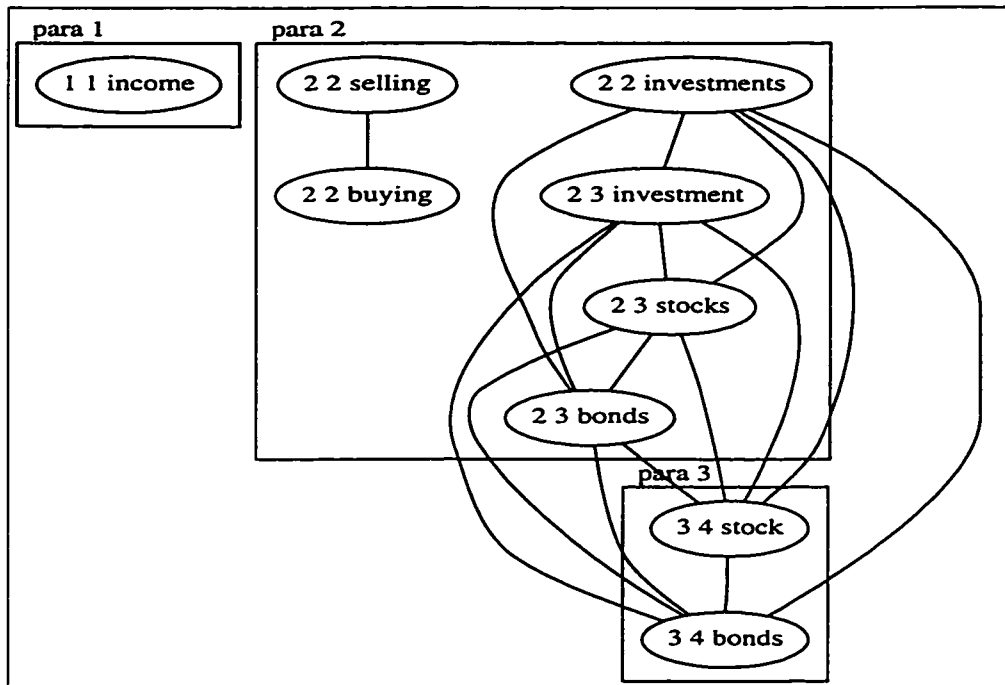 para 1
1 1 income
para 2
2 2 selling
2 2 investments
2 2 buying
2 3 investment
2 3 stocks
2 3 bonds
para 3
3 4 stock
3 4 bonds